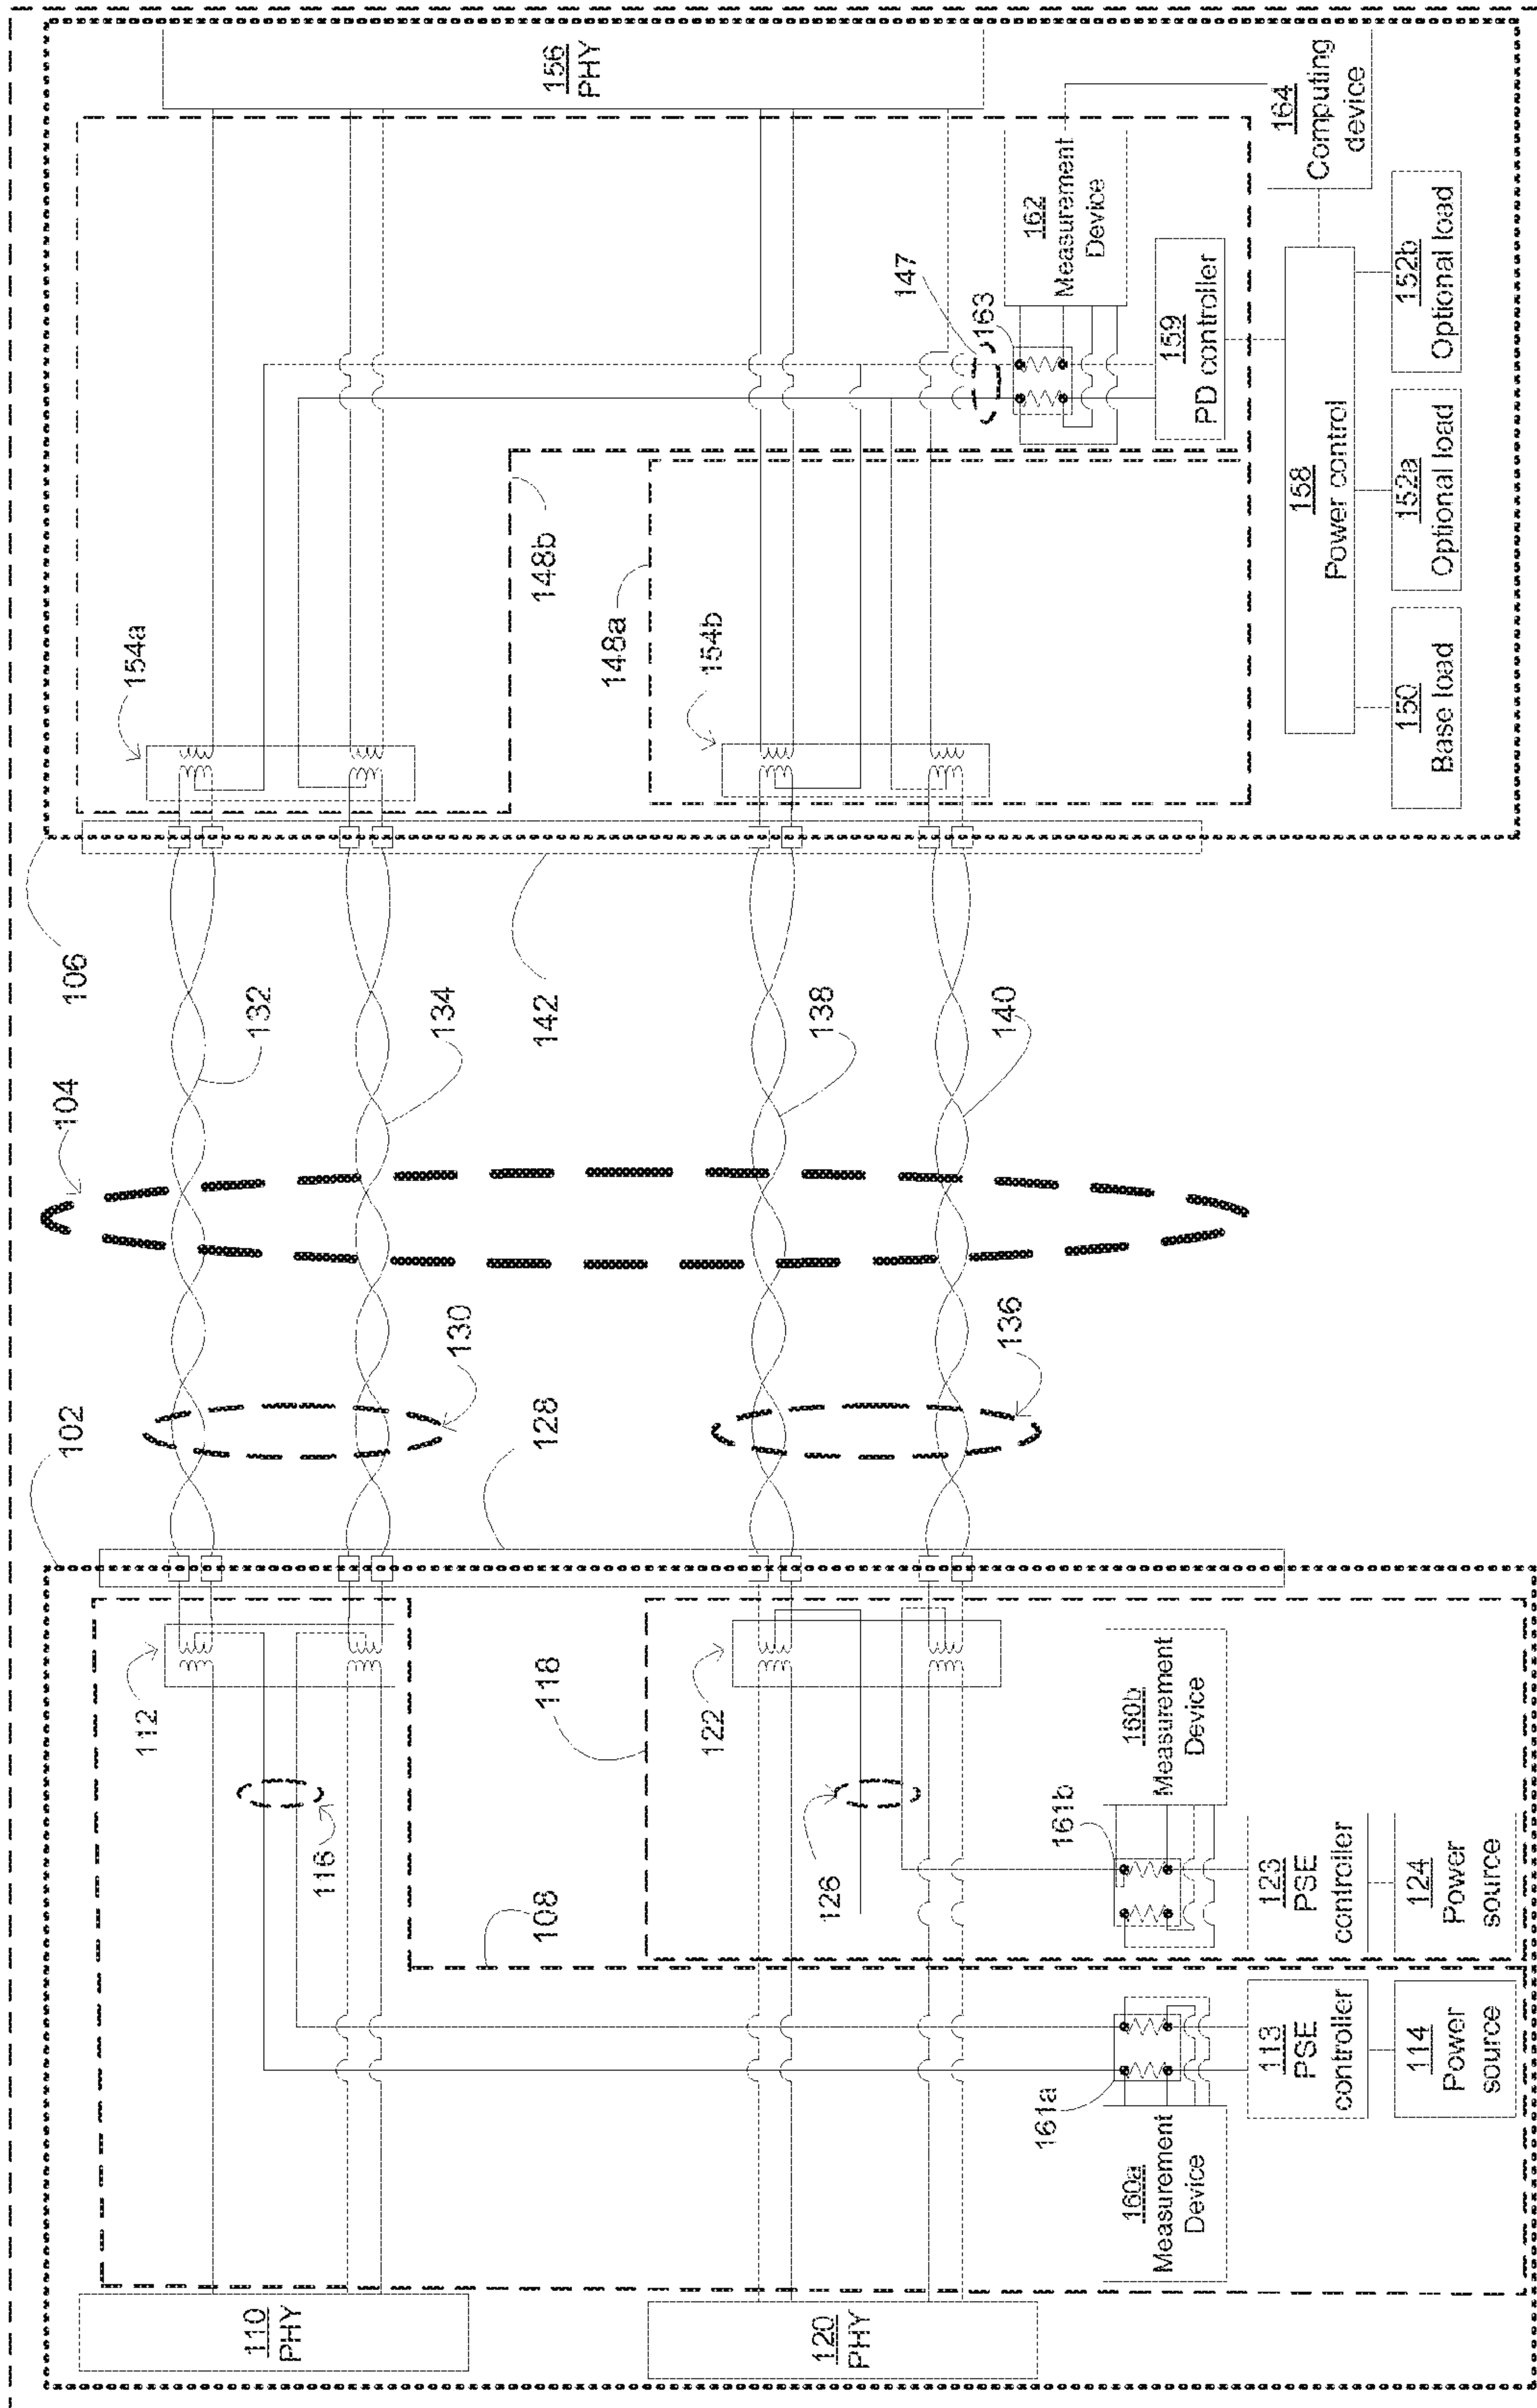 102
104
106
112
110
PHY
116
108
118
122
120
PHY
126
161a
160a
Measurement
Device
113
PSE
controller
114
Power
source
161b
160b
Measurement
Device
123
PSE
controller
124
Power
source
128
130
136
132
134
142
138
140
154a
148b
148a
154b
156
PHY
147
163
162
Measurement
Device
159
PD controller
164
Computing
device
158
Power control
150
Base load
152a
Optional load
152b
Optional load